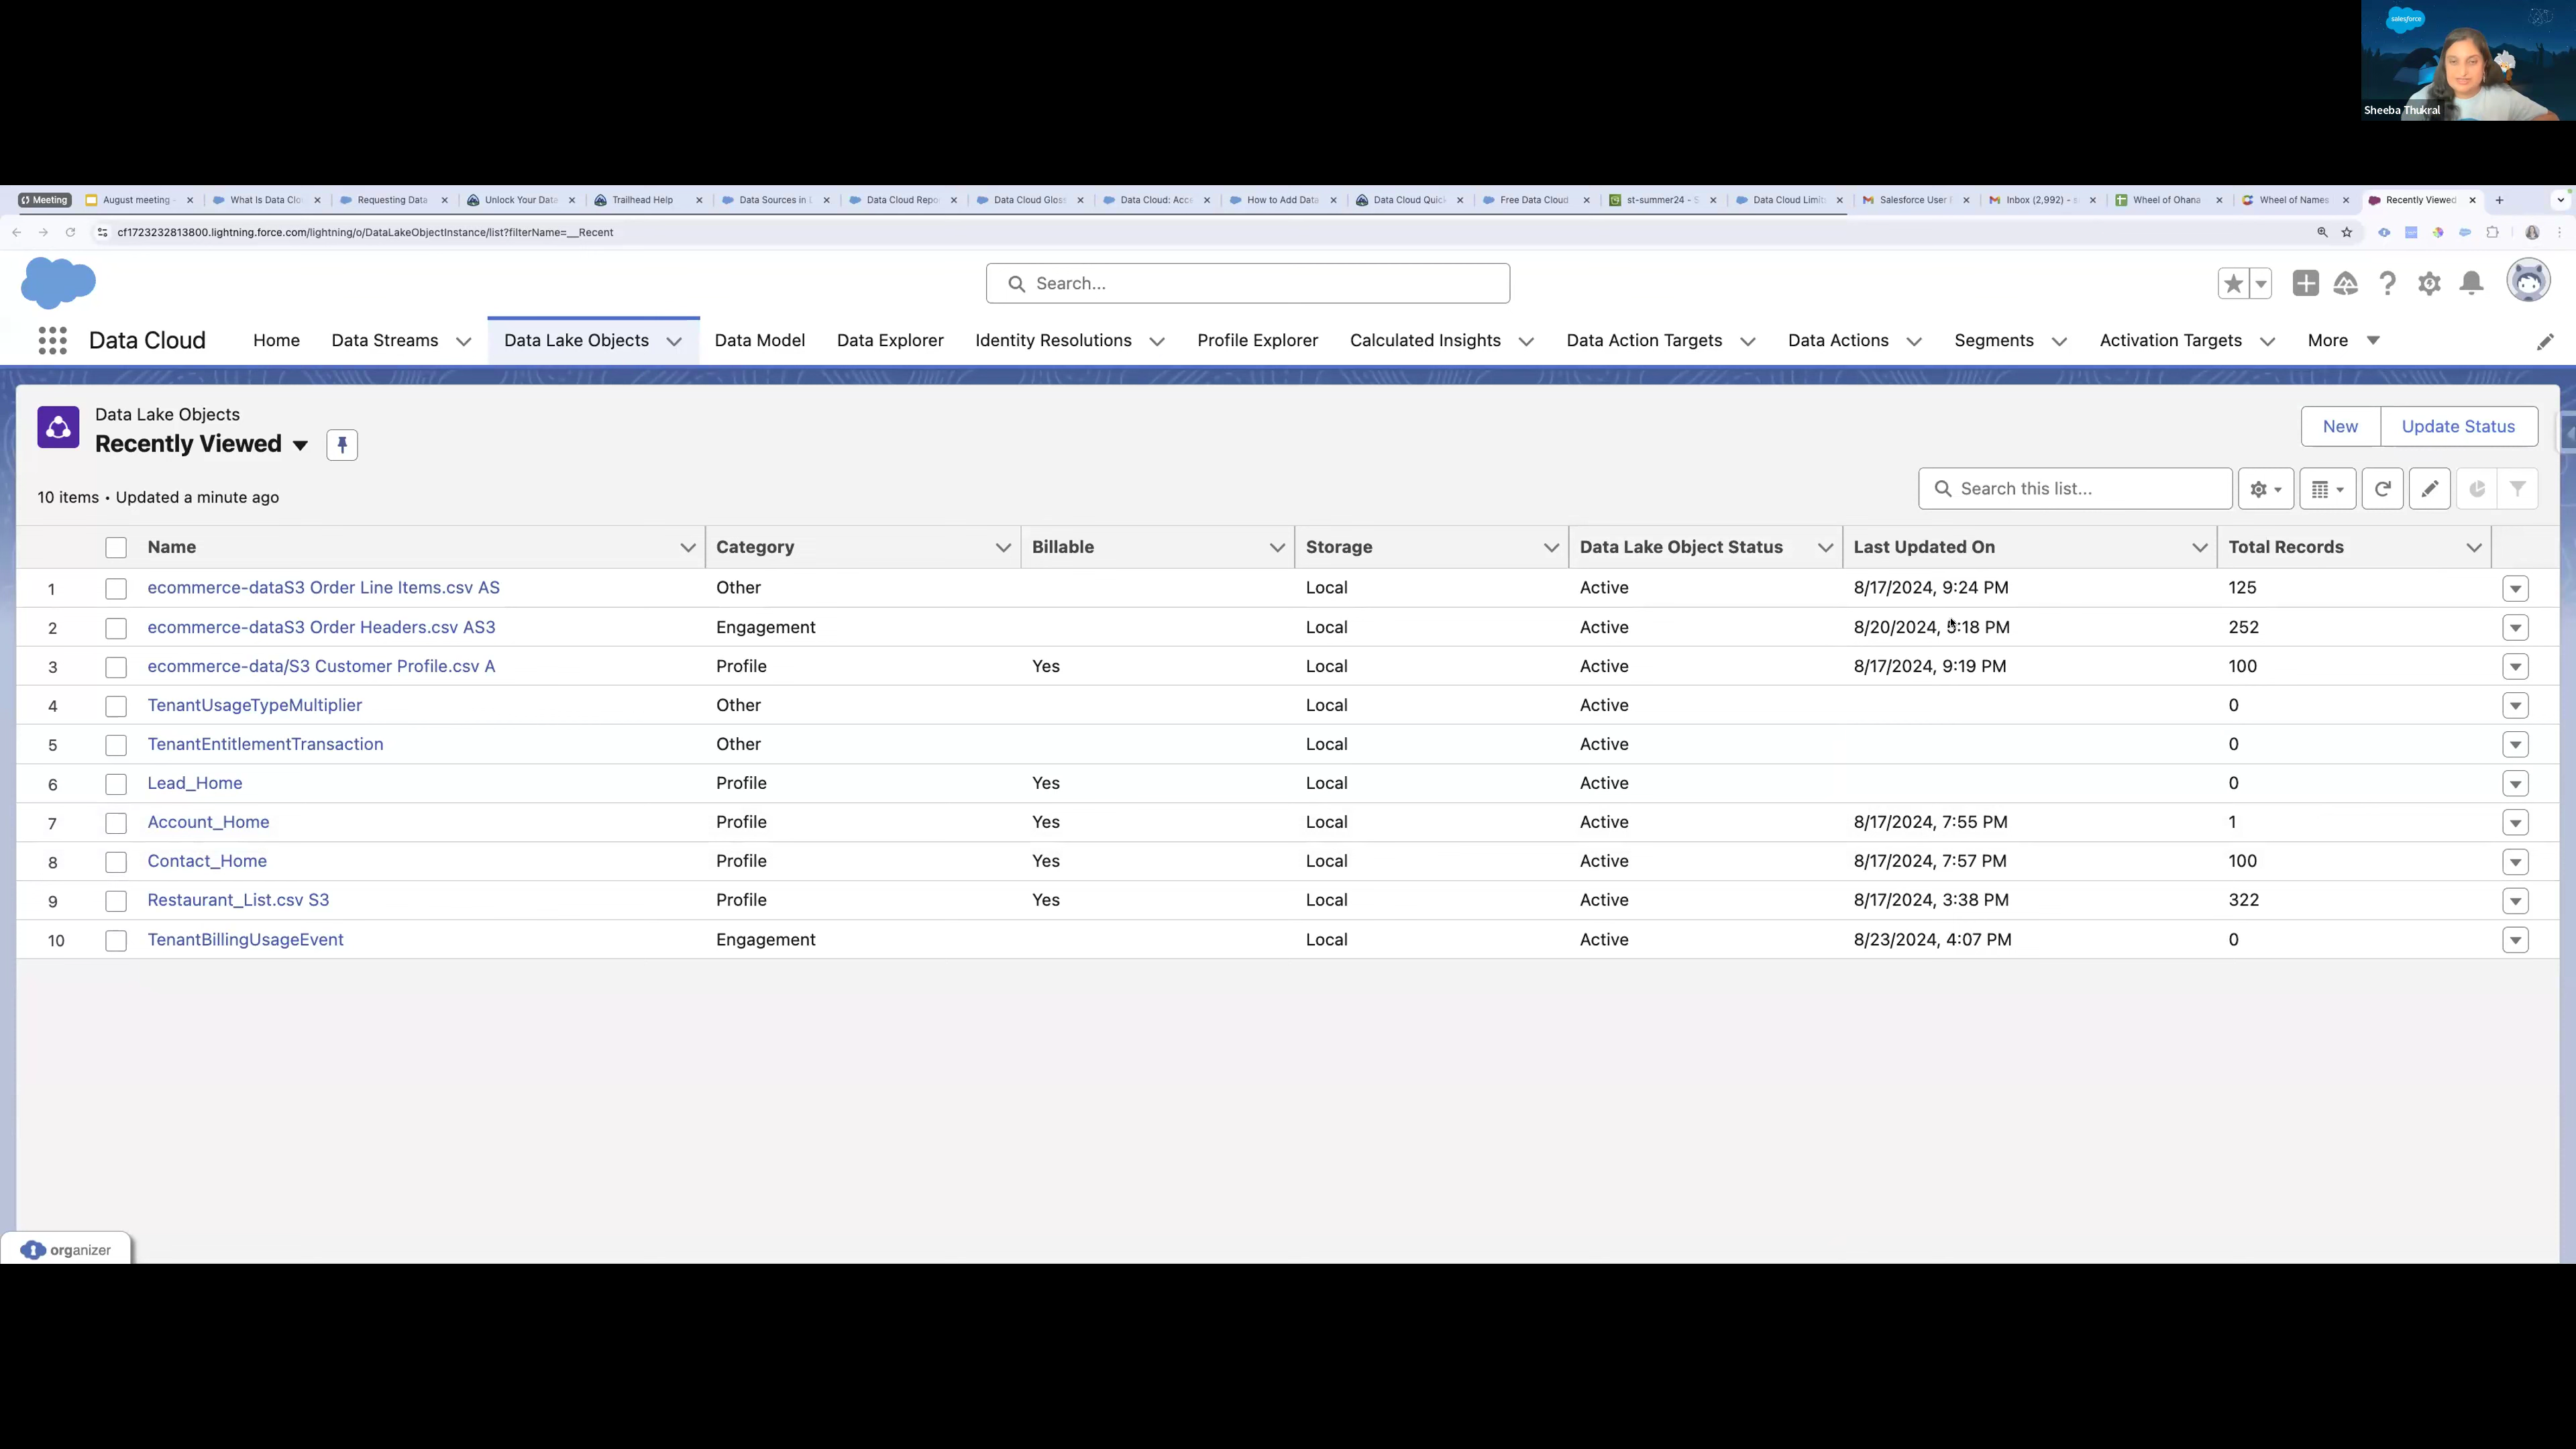 salesforce
Sheeba Thukral
Meeting August meeting - What Is Data Clo Requesting Data Unlock Your Data Trailhead Help Data Sources in Data Cloud Repo Data Cloud Glos Data Cloud: Acce How to Add Data Data Cloud Quic Free Data Cloud st-summer24 - S Data Cloud Limit Salesforce User Inbox (2,992) - s Wheel of Ohana Wheel of Names Recently Viewed
cf1723232813800.lightning.force.com/lightning/o/DataLakeObjectInstance/list?filterName=__Recent
Search...
Data Cloud Home Data Streams Data Lake Objects Data Model Data Explorer Identity Resolutions Profile Explorer Calculated Insights Data Action Targets Data Actions Segments Activation Targets More
Data Lake Objects
Recently Viewed
New Update Status
10 items • Updated a minute ago
Search this list...
Name Category Billable Storage Data Lake Object Status Last Updated On Total Records
1 ecommerce-dataS3 Order Line Items.csv AS Other Local Active 8/17/2024, 9:24 PM 125
2 ecommerce-dataS3 Order Headers.csv AS3 Engagement Local Active 8/20/2024, :18 PM 252
3 ecommerce-data/S3 Customer Profile.csv A Profile Yes Local Active 8/17/2024, 9:19 PM 100
4 TenantUsageTypeMultiplier Other Local Active 0
5 TenantEntitlementTransaction Other Local Active 0
6 Lead_Home Profile Yes Local Active 0
7 Account_Home Profile Yes Local Active 8/17/2024, 7:55 PM 1
8 Contact_Home Profile Yes Local Active 8/17/2024, 7:57 PM 100
9 Restaurant_List.csv S3 Profile Yes Local Active 8/17/2024, 3:38 PM 322
10 TenantBillingUsageEvent Engagement Local Active 8/23/2024, 4:07 PM 0
organizer